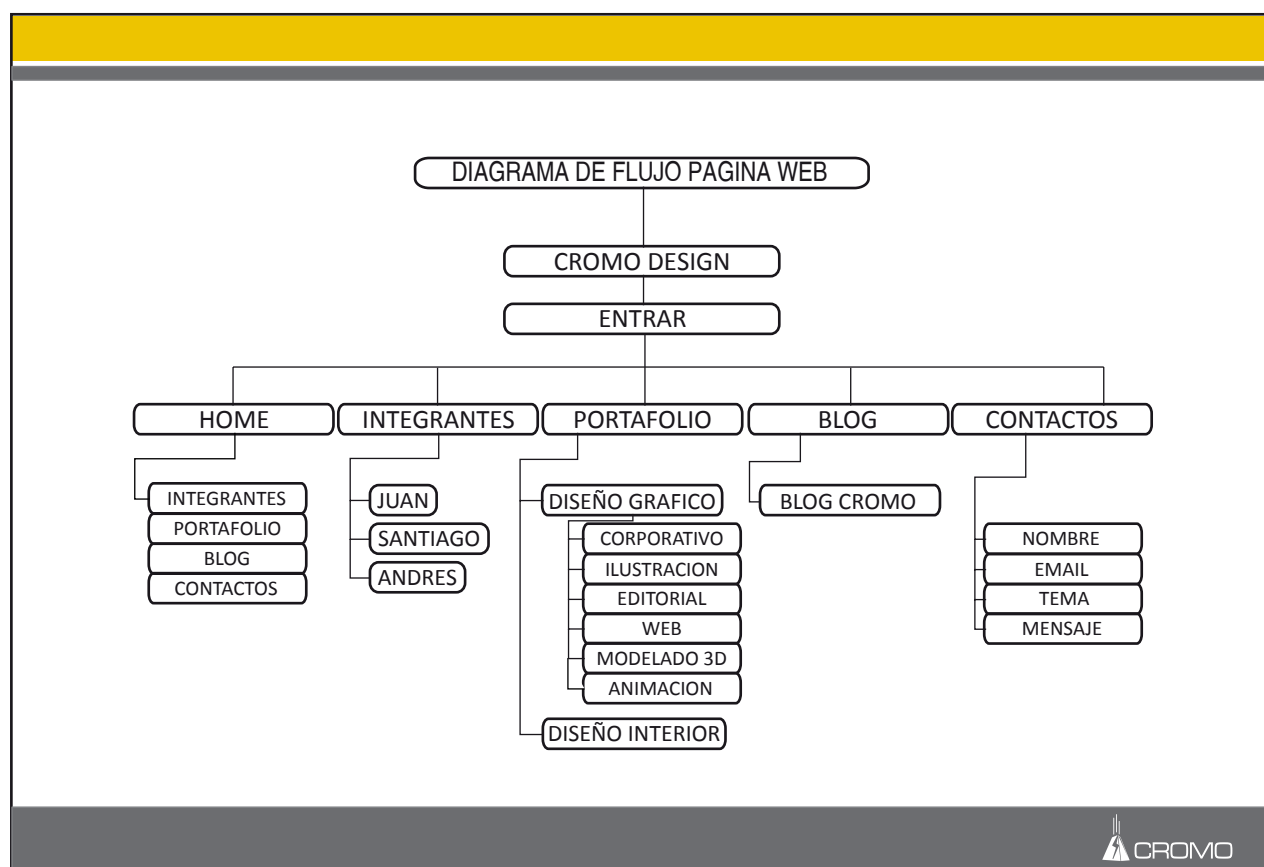 DIAGRAMA DE FLUJO PAGINA WEB
CROMO DESIGN
ENTRAR
HOME
INTEGRANTES
PORTAFOLIO
BLOG
CONTACTOS
INTEGRANTES
PORTAFOLIO
BLOG
CONTACTOS
JUAN
SANTIAGO
ANDRES
DISEÑO GRAFICO
CORPORATIVO
ILUSTRACION
EDITORIAL
WEB
MODELADO 3D
ANIMACION
DISEÑO INTERIOR
BLOG CROMO
NOMBRE
EMAIL
TEMA
MENSAJE
CROMO